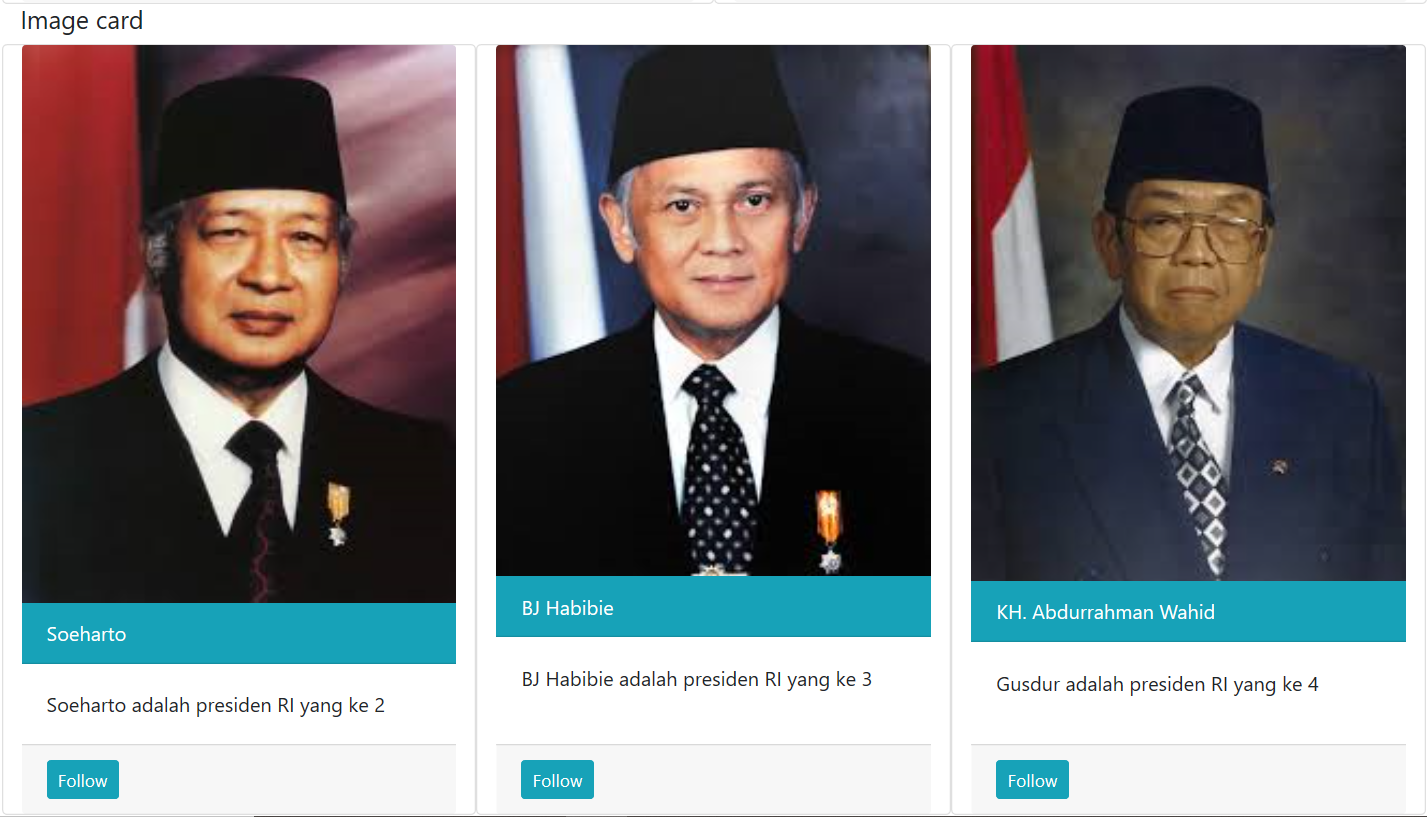 Image card
Soeharto
Soeharto adalah presiden RI yang ke 2
Follow
BJ Habibie
BJ Habibie adalah presiden RI yang ke 3
Follow
KH. Abdurrahman Wahid
Gusdur adalah presiden RI yang ke 4
Follow